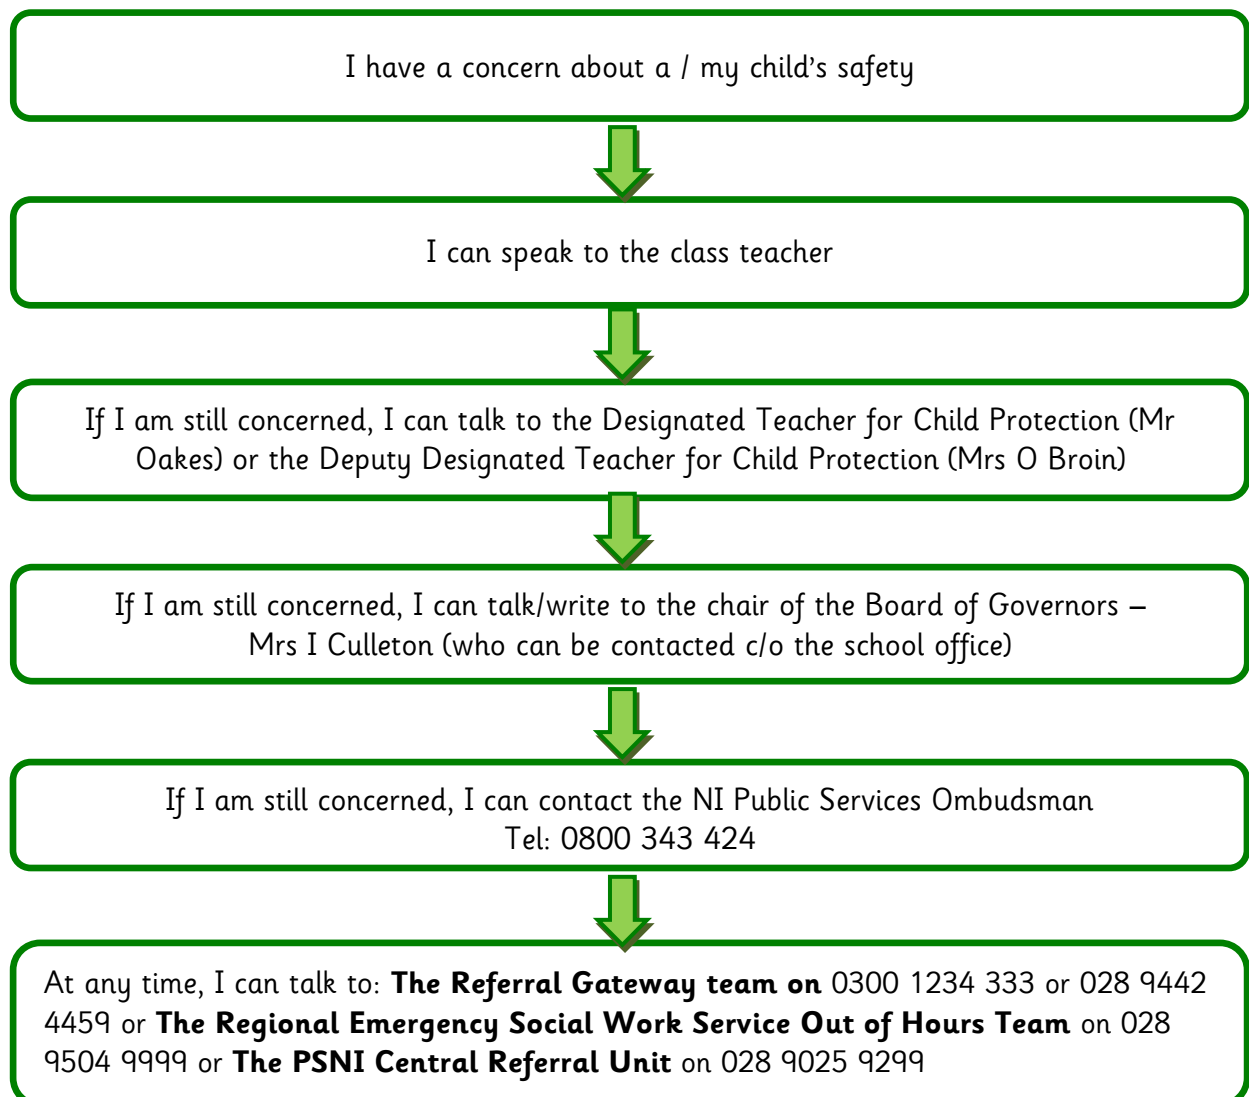 I have a concern about a / my child's safety
I can speak to the class teacher
If I am still concerned, I can talk to the Designated Teacher for Child Protection (Mr
Oakes) or the Deputy Designated Teacher for Child Protection (Mrs O Broin)
If I am still concerned, I can talk/write to the chair of the Board of Governors –
Mrs I Culleton (who can be contacted c/o the school office)
If I am still concerned, I can contact the NI Public Services Ombudsman
Tel: 0800 343 424
At any time, I can talk to: The Referral Gateway team on 0300 1234 333 or 028 9442
4459 or The Regional Emergency Social Work Service Out of Hours Team on 028
9504 9999 or The PSNI Central Referral Unit on 028 9025 9299